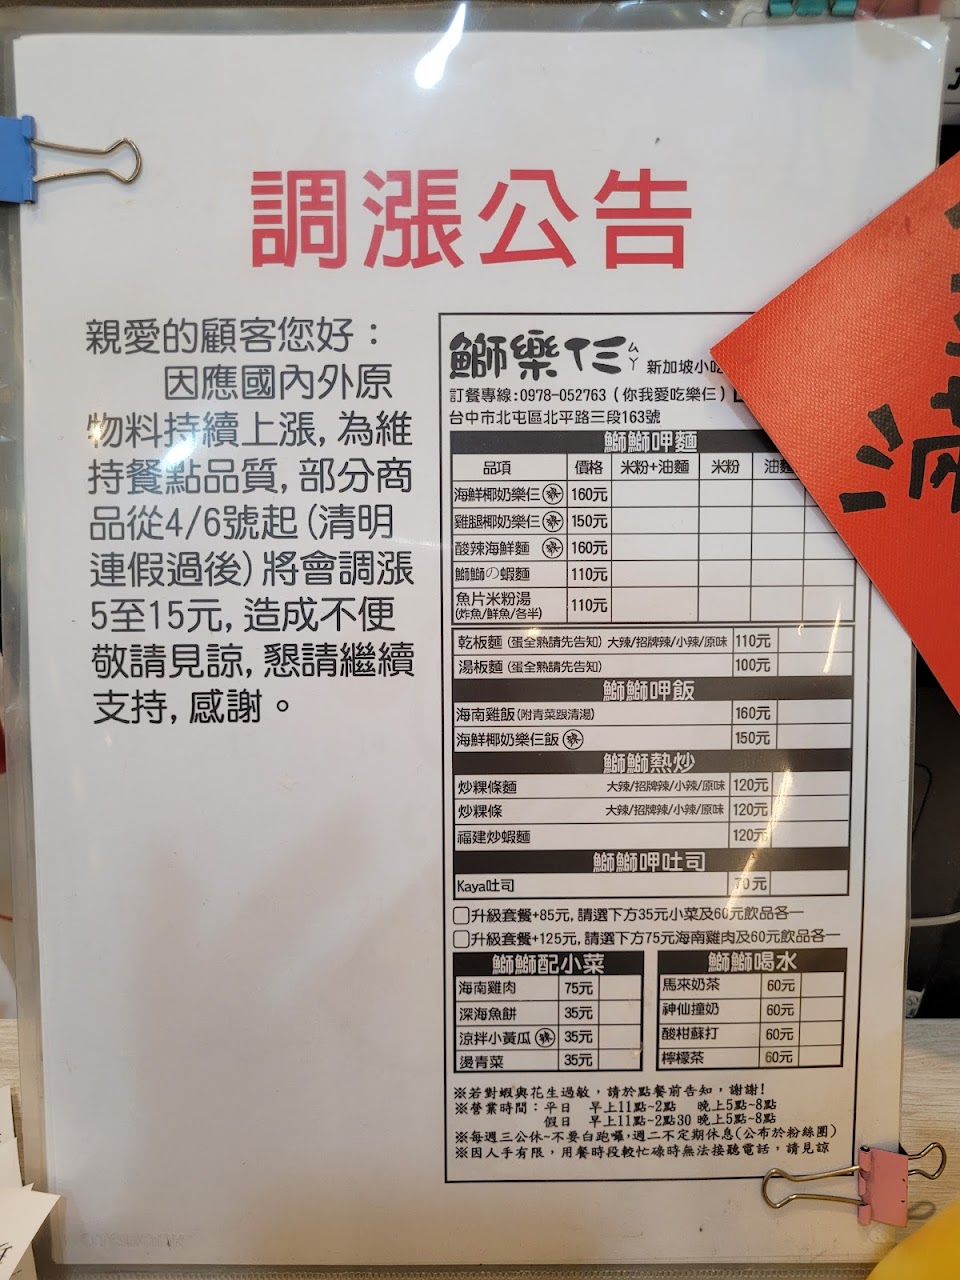 調漲公告
親愛的顧客您好：
因應國內外原
物料持續上漲，為維
持餐點品質，部分商
品從4/6號起(清明
連假過後)將會調漲
5至15元，造成不便
敬請見諒，懇請繼續
支持，感謝。
鰤樂仨ㄙㄚ 新加坡小吃
訂餐專線:0978-052763 (你我愛吃樂仨)
台中市北屯區北平路三段163號
鰤鰤呷麵
品項 價格 米粉+油麵 米粉 油麵
海鮮椰奶樂仨 辣 160元
雞腿椰奶樂仨 辣 150元
酸辣海鮮麵 辣 160元
鰤鰤の蝦麵 110元
魚片米粉湯 110元
(炸魚/鮮魚/各半)
乾板麵 (蛋全熟請先告知) 大辣/招牌辣/小辣/原味 110元
湯板麵 (蛋全熟請先告知) 100元
鰤鰤呷飯
海南雞飯(附青菜跟清湯) 160元
海鮮椰奶樂仨飯 辣 150元
鰤鰤熱炒
炒粿條麵 大辣/招牌辣/小辣/原味 120元
炒粿條 大辣/招牌辣/小辣/原味 120元
福建炒蝦麵 120元
鰤鰤呷吐司
Kaya吐司 70元
□升級套餐+85元,請選下方35元小菜及60元飲品各一
□升級套餐+125元,請選下方75元海南雞肉及60元飲品各一
鰤鰤配小菜
海南雞肉 75元
深海魚餅 35元
涼拌小黃瓜 辣 35元
燙青菜 35元
鰤鰤喝水
馬來奶茶 60元
神仙撞奶 60元
酸柑蘇打 60元
檸檬茶 60元
※若對蝦與花生過敏，請於點餐前告知，謝謝!
※營業時間：平日 早上11點~2點 晚上5點~8點
假日 早上11點~2點30 晚上5點~8點
※每週三公休~不要白跑囉,週二不定期休息(公布於粉絲團)
※因人手有限，用餐時段較忙碌時無法接聽電話，請見諒